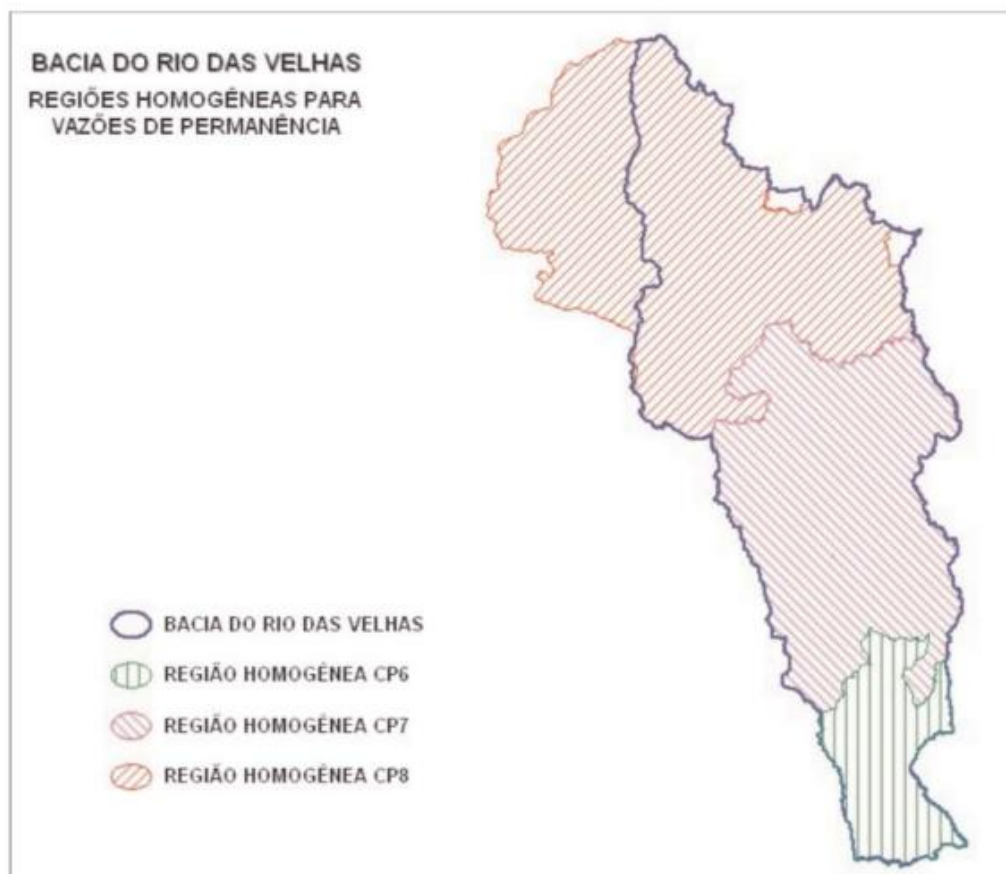 BACIA DO RIO DAS VELHAS
REGIÕES HOMOGÊNEAS PARA
VAZÕES DE PERMANÊNCIA
BACIA DO RIO DAS VELHAS
REGIÃO HOMOGÊNEA CP6
REGIÃO HOMOGÊNEA CP7
REGIÃO HOMOGÊNEA CP8